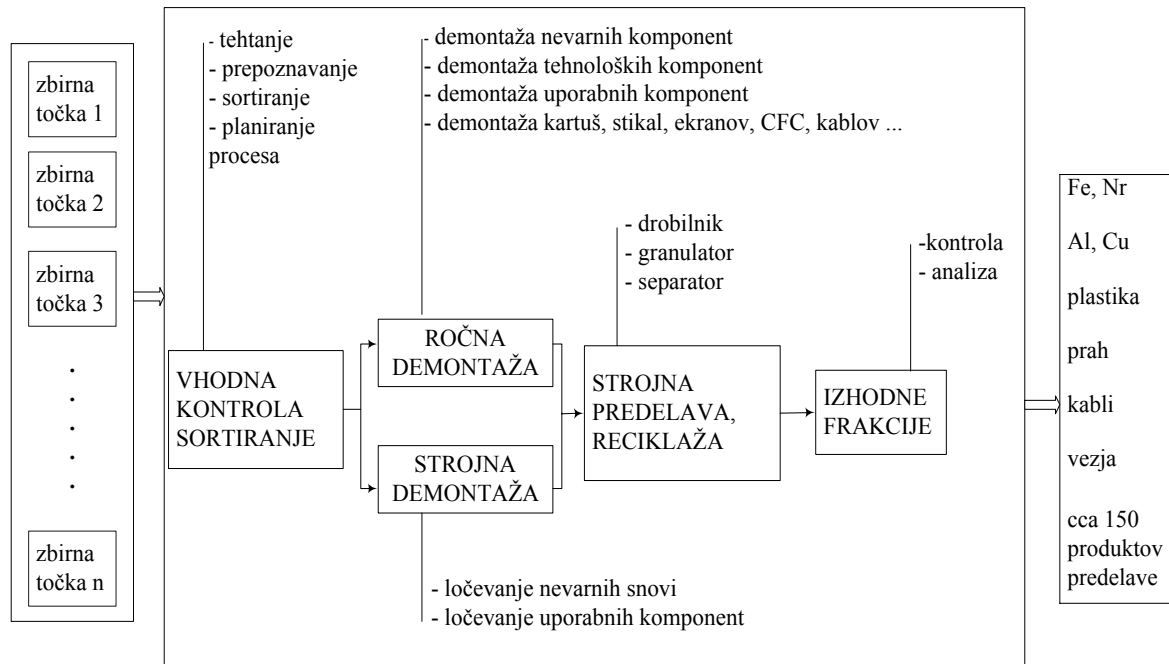 zbirna
točka 1
zbirna
točka 2
zbirna
točka 3
zbirna
točka n
- tehtanje
- prepoznavanje
- sortiranje
- planiranje
procesa
- demontaža nevarnih komponent
- demontaža tehnoloških komponent
- demontaža uporabnih komponent
- demontaža kartuš, stikal, ekranov, CFC, kablov ...
- drobilnik
- granulator
- separator
-kontrola
- analiza
VHODNA
KONTROLA
SORTIRANJE
ROČNA
DEMONTAŽA
STROJNA
DEMONTAŽA
STROJNA
PREDELAVA,
RECIKLAŽA
IZHODNE
FRAKCIJE
- ločevanje nevarnih snovi
- ločevanje uporabnih komponent
Fe, Nr
Al, Cu
plastika
prah
kabli
vezja
cca 150
produktov
predelave